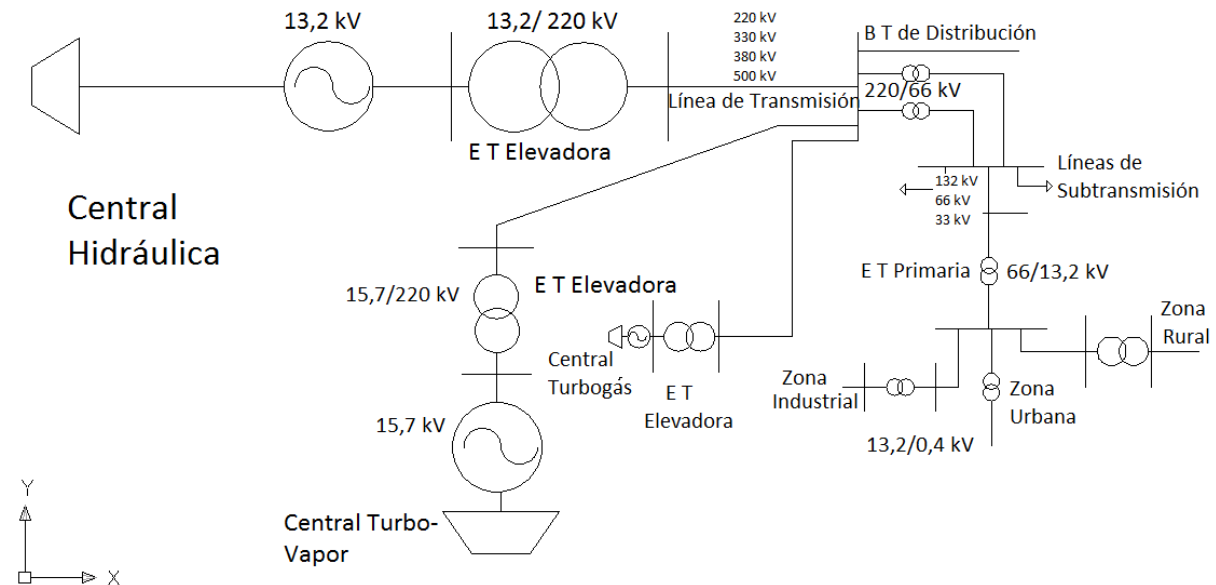 13,2 kV
13,2/ 220 kV
220 kV
330 kV
380 kV
500 kV
B T de Distribución
220/66 kV
Línea de Transmisión
E T Elevadora
Central
Hidráulica
Líneas de
Subtransmisión
132 kV
66 kV
33 kV
E T Primaria
66/13,2 kV
E T Elevadora
15,7/220 kV
Central
Turbogás
E T
Elevadora
Zona
Rural
Zona
Industrial
Zona
Urbana
13,2/0,4 kV
15,7 kV
Central Turbo-
Vapor
Y
X